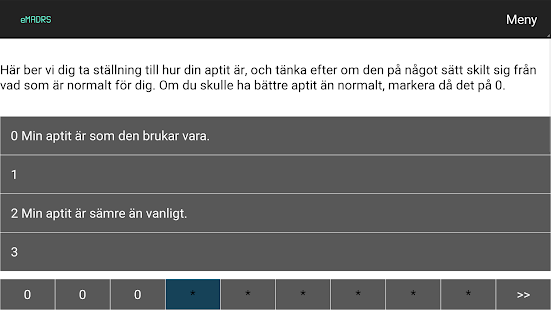 eMADRS
Meny
Här ber vi dig ta ställning till hur din aptit är, och tänka efter om den på något sätt skilt sig från
vad som är normalt för dig. Om du skulle ha bättre aptit än normalt, markera då det på 0.
0 Min aptit är som den brukar vara.
1
2 Min aptit är sämre än vanligt.
3
0 0 0 * * * * * * >>